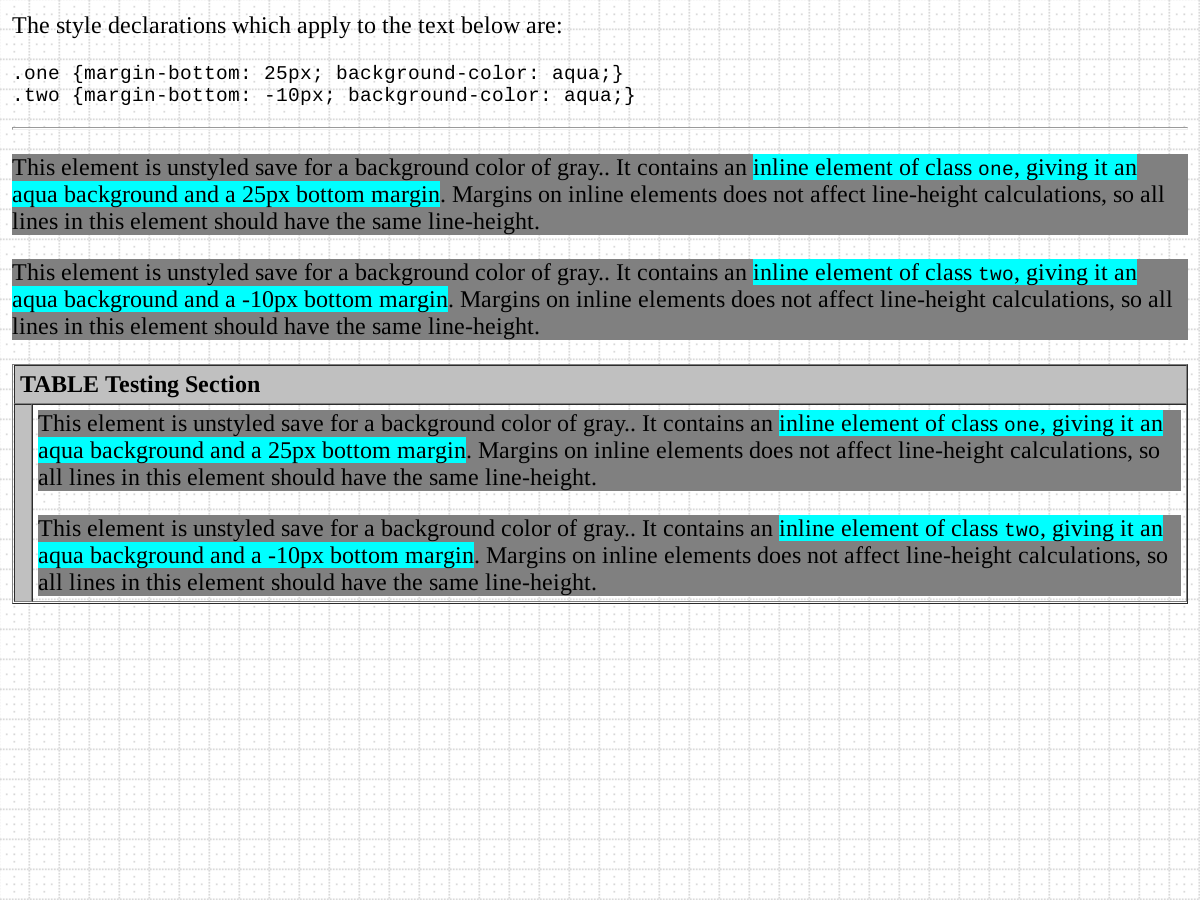 The style declarations which apply to the text below are:
.one {margin-bottom: 25px; background-color: aqua;}
.two {margin-bottom: -10px; background-color: aqua;}
This element is unstyled save for a background color of gray.. It contains an inline element of class one, giving it an
aqua background and a 25px bottom margin. Margins on inline elements does not affect line-height calculations, so all
lines in this element should have the same line-height.
This element is unstyled save for a background color of gray.. It contains an inline element of class two, giving it an
aqua background and a -10px bottom margin. Margins on inline elements does not affect line-height calculations, so all
lines in this element should have the same line-height.
TABLE Testing Section
This element is unstyled save for a background color of gray.. It contains an inline element of class one, giving it an
aqua background and a 25px bottom margin. Margins on inline elements does not affect line-height calculations, so
all lines in this element should have the same line-height.
This element is unstyled save for a background color of gray.. It contains an inline element of class two, giving it an
aqua background and a -10px bottom margin. Margins on inline elements does not affect line-height calculations, so
all lines in this element should have the same line-height.